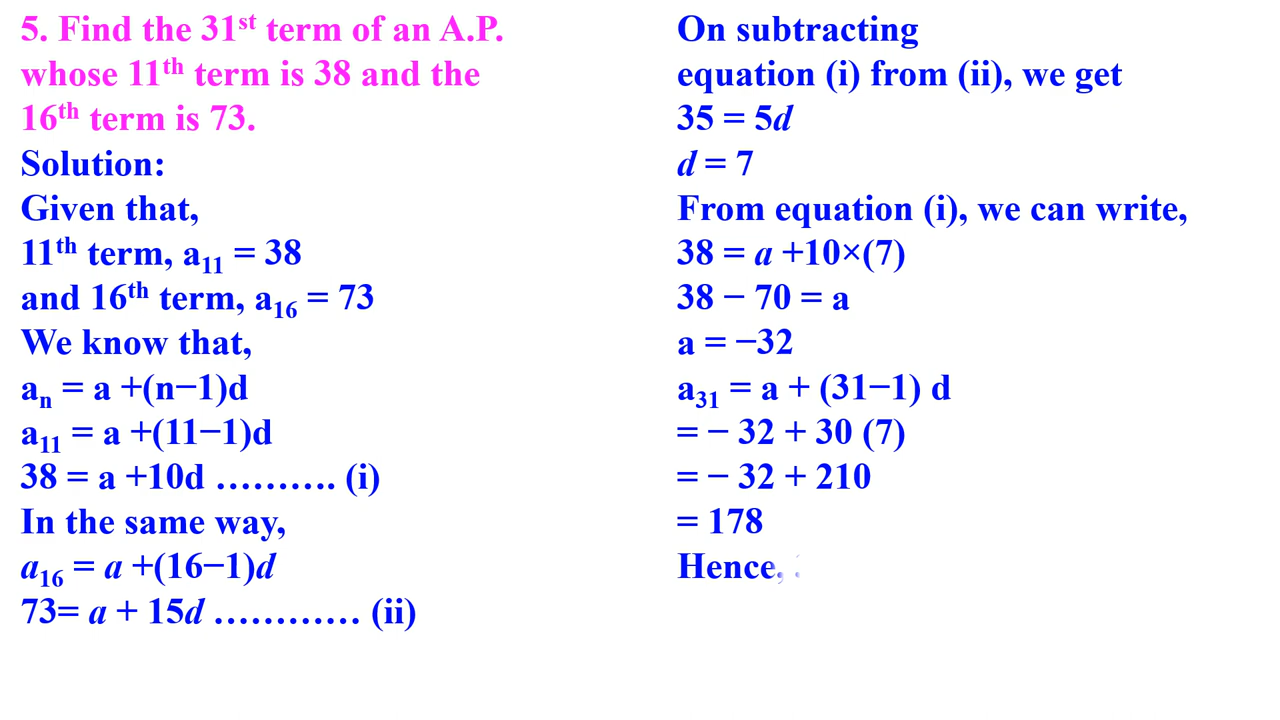 5. Find the 31st term of an A.P.
whose 11th term is 38 and the
16th term is 73.
Solution:
Given that,
11th term, a11 = 38
and 16th term, a16 = 73
We know that,
an = a +(n−1)d
a11 = a +(11−1)d
38 = a +10d ………. (i)
In the same way,
a16 = a +(16−1)d
73= a + 15d ………… (ii)
On subtracting
equation (i) from (ii), we get
35 = 5d
d = 7
From equation (i), we can write,
38 = a +10×(7)
38 − 70 = a
a = −32
a31 = a + (31−1) d
= − 32 + 30 (7)
= − 32 + 210
= 178
Hence,